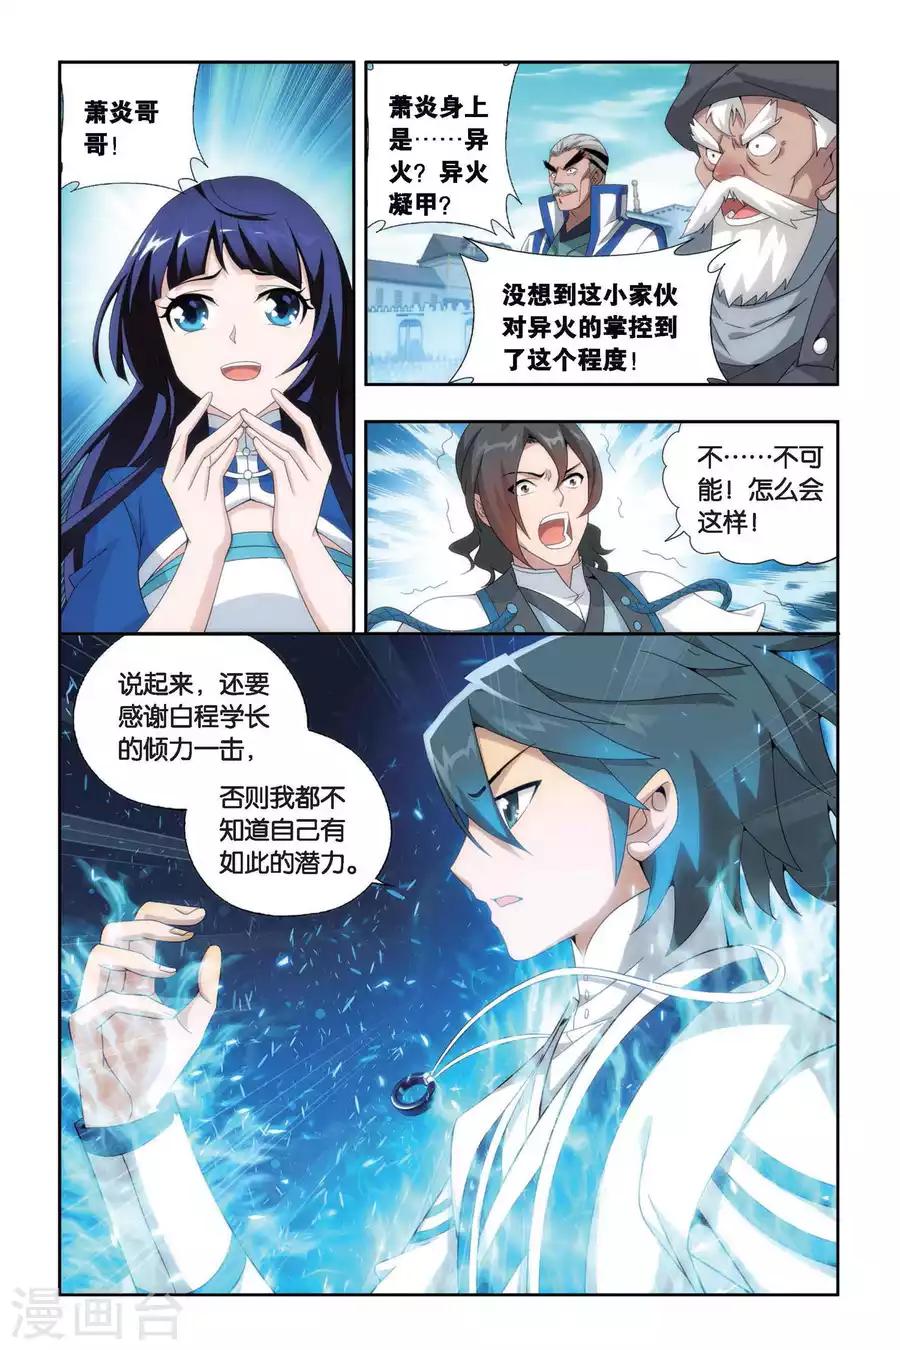 萧炎哥
哥！
萧炎身上
是……异
火？异火
凝甲？
没想到这小家伙
对异火的掌控到
了这个程度！
不……不可
能！怎么会
这样！
说起来，还要
感谢白程学长
的倾力一击，
否则我都不
知道自己有
如此的潜力。
漫画台